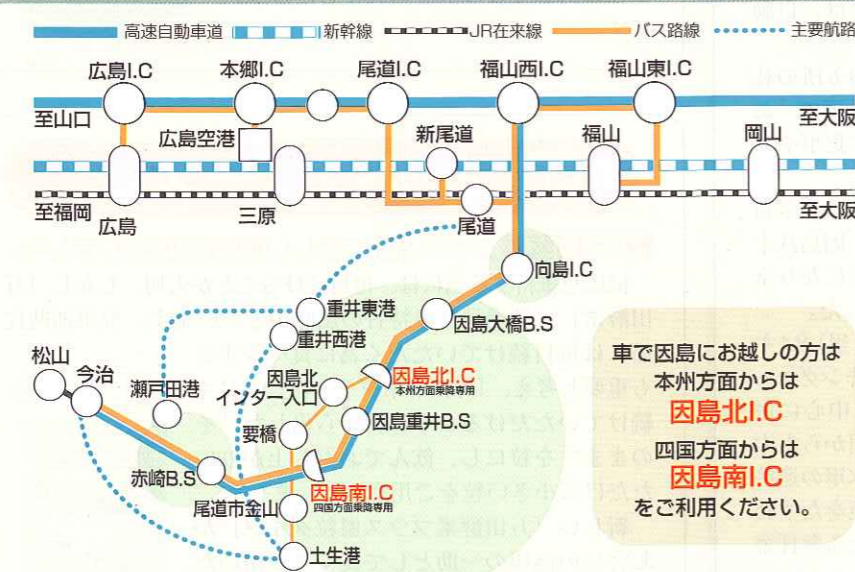 高速自動車道 新幹線 JR在来線 バス路線 主要航路
広島I.C 本郷I.C 尾道I.C 福山西I.C 福山東I.C
至山口 至大阪
広島空港 新尾道 福山 岡山
至福岡 広島 三原 尾道 至大阪
向島I.C
重井東港
重井西港
因島大橋B.S
松山
今治
瀬戸田港
因島北
インター入口
因島北I.C
本州方面乗降専用
要橋
因島重井B.S
赤崎B.S
因島南I.C
四国方面乗降専用
尾道市金山
土生港
車で因島にお越しの方は
本州方面からは
因島北I.C
四国方面からは
因島南I.C
をご利用ください。